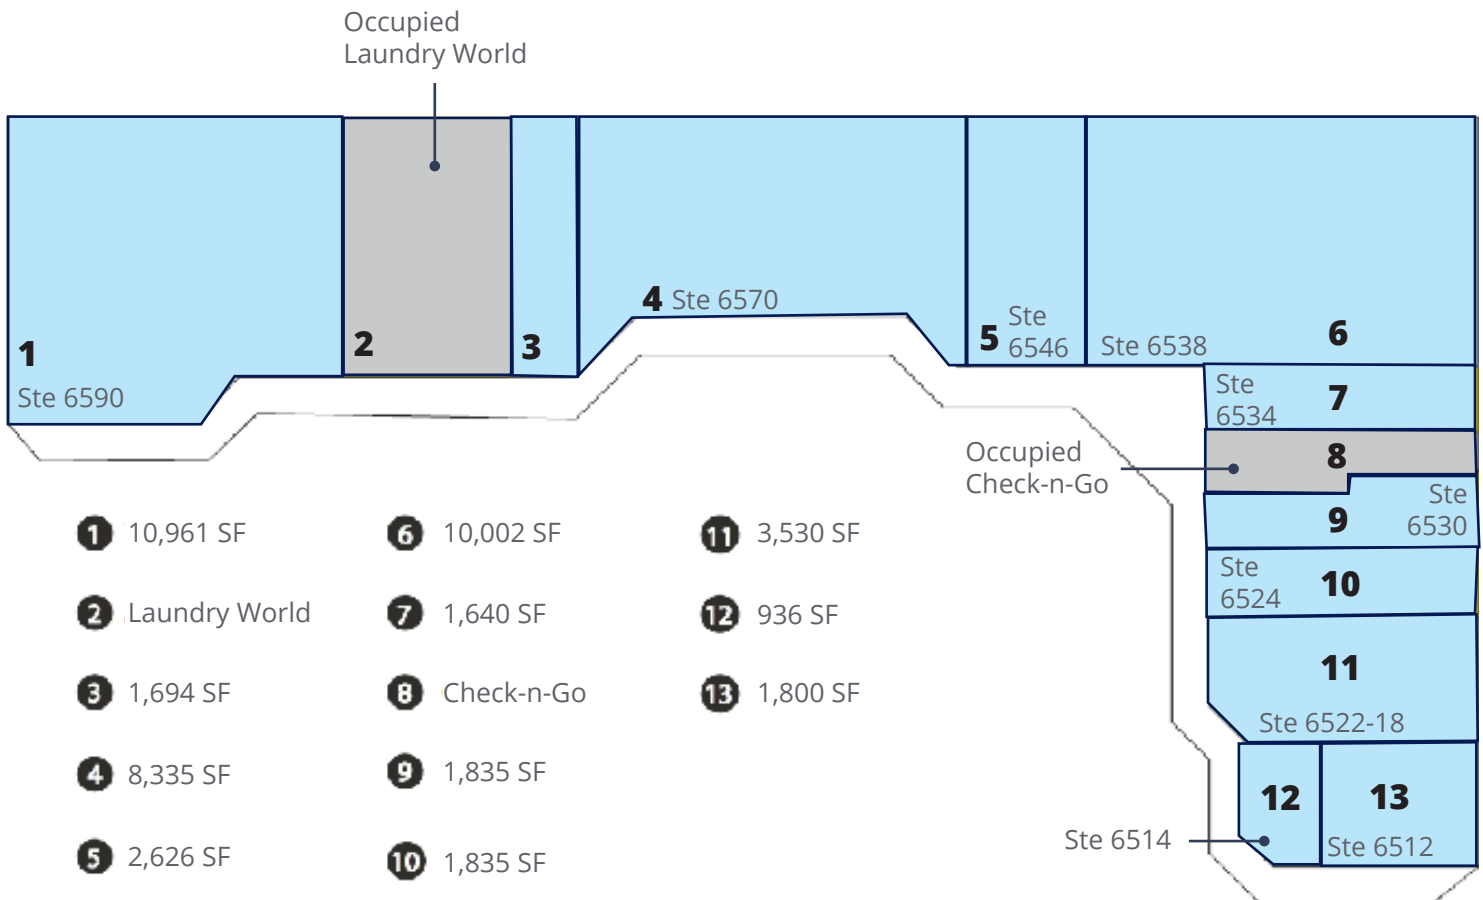 Occupied
Laundry World
1
Ste 6590
2
3
4 Ste 6570
5 Ste
6546
Ste 6538
6
Ste
6534
7
Occupied
Check-n-Go
8
9
Ste
6530
Ste
6524
10
11
Ste 6522-18
12
13
Ste 6514
Ste 6512
1 10,961 SF
2 Laundry World
3 1,694 SF
4 8,335 SF
5 2,626 SF
6 10,002 SF
7 1,640 SF
8 Check-n-Go
9 1,835 SF
10 1,835 SF
11 3,530 SF
12 936 SF
13 1,800 SF